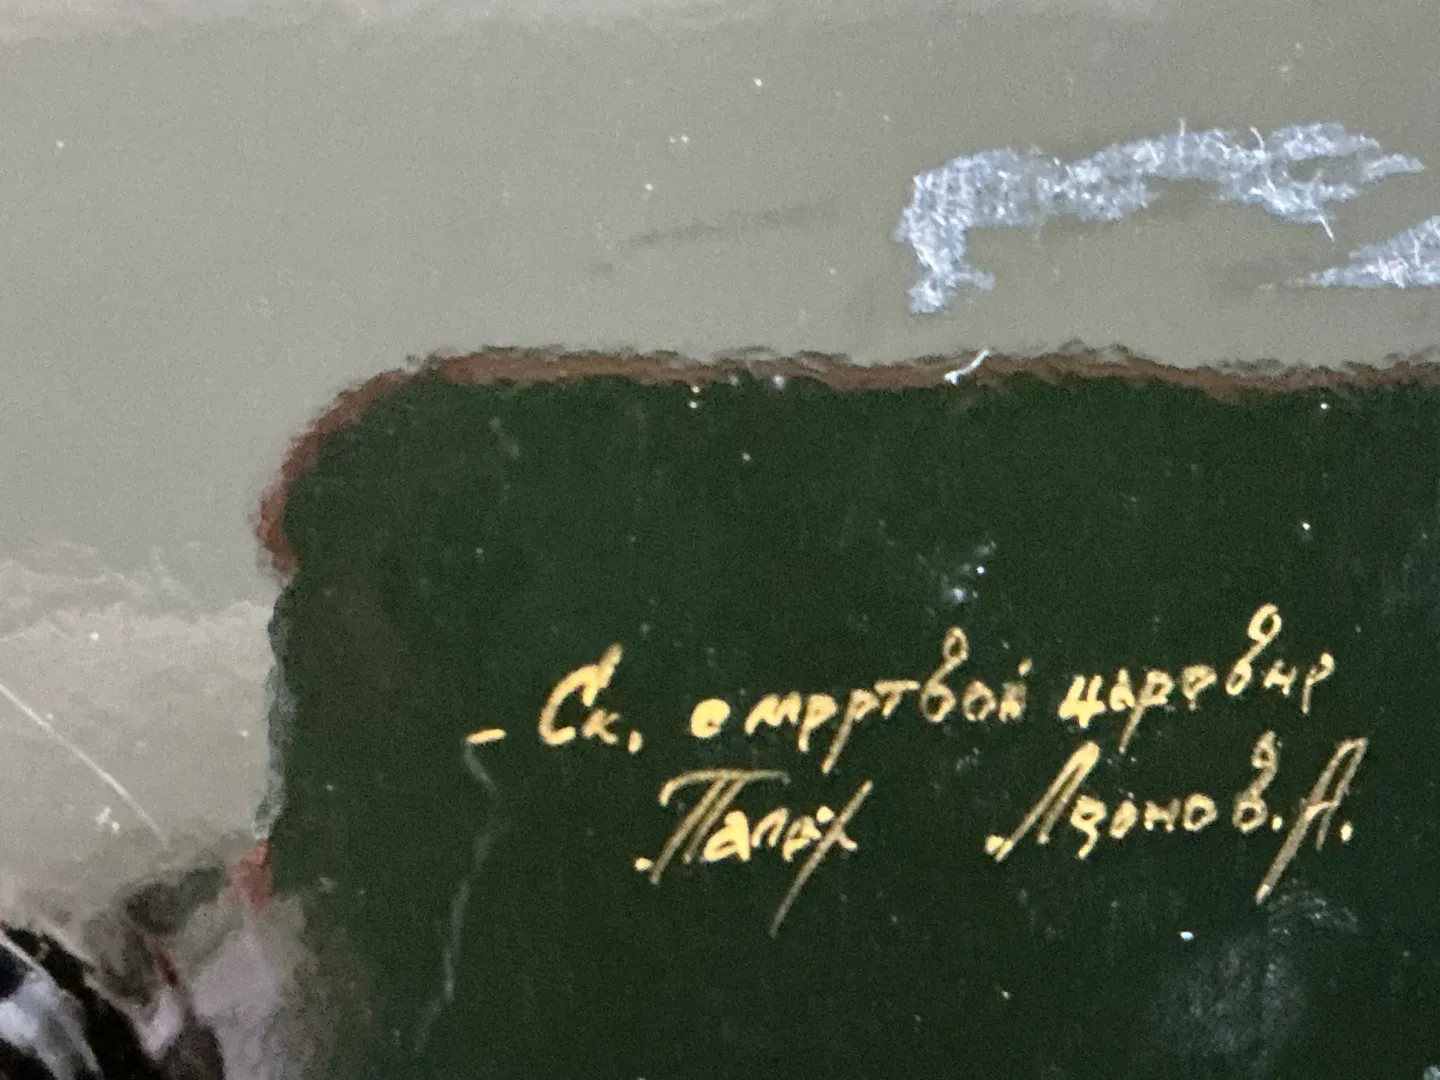 - Ск. о мертвой царевне
Палех Леонов. А.